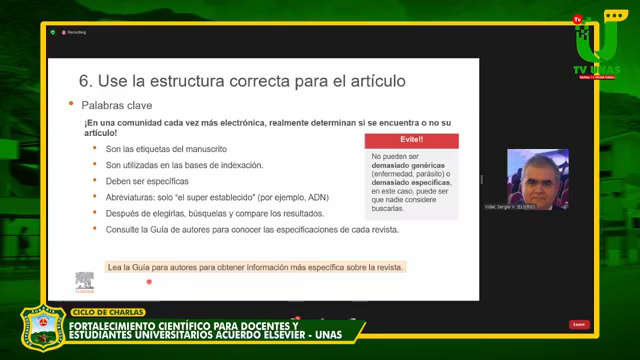 Recording
Tv
TV UNAS
6. Use la estructura correcta para el artículo
Palabras clave
¡En una comunidad cada vez más electrónica, realmente determinan si se encuentra o no su
artículo!
Son las etiquetas del manuscrito
Son utilizadas en las bases de indexación.
Deben ser específicas
Abreviaturas: solo “el super establecido” (por ejemplo, ADN)
Después de elegirlas, búsquelas y compare los resultados.
Consulte la Guía de autores para conocer las especificaciones de cada revista.
Evite!!
No pueden ser
demasiado genéricas
(enfermedad, parásito) o
demasiado específicas,
en este caso, puede ser
que nadie considere
buscarlas.
Vidal, Sergio V. (ELS-RIO)
Lea la Guía para autores para obtener información más específica sobre la revista.
ELSEVIER
Leave
CICLO DE CHARLAS
FORTALECIMIENTO CIENTÍFICO PARA DOCENTES Y
ESTUDIANTES UNIVERSITARIOS ACUERDO ELSEVIER - UNAS